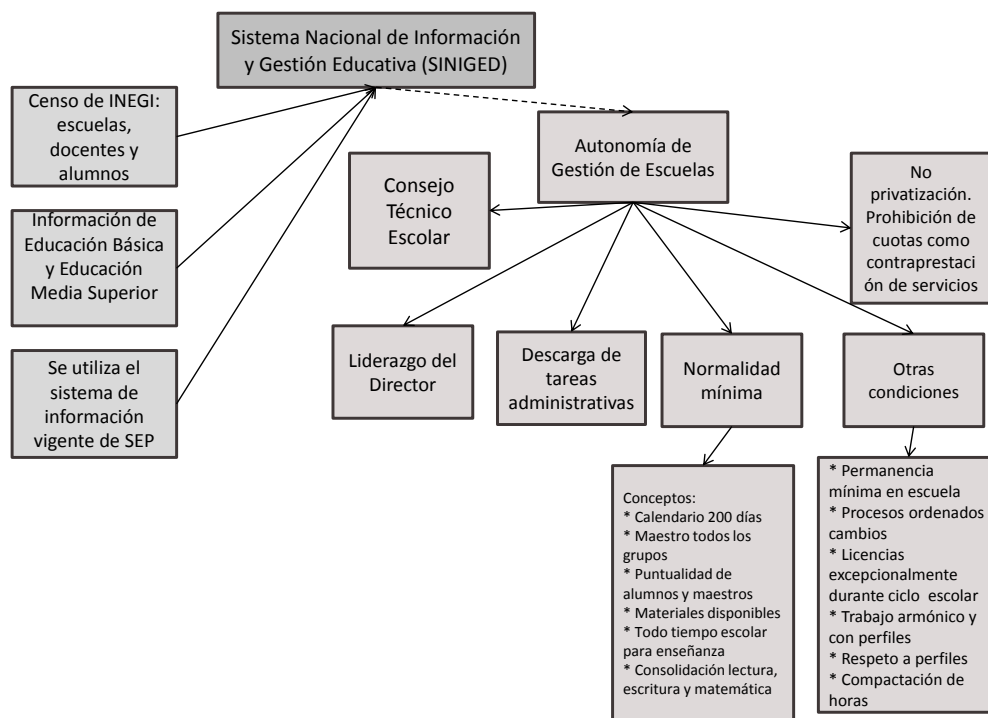 Sistema Nacional de Información
y Gestión Educativa (SINIGED)
Censo de INEGI:
escuelas,
docentes y
alumnos
Autonomía de
Gestión de Escuelas
Consejo
Técnico
Escolar
No
privatización.
Prohibición de
cuotas como
contraprestaci
ón de servicios
Información de
Educación Básica
y Educación
Media Superior
Se utiliza el
sistema de
información
vigente de SEP
Liderazgo del
Director
Descarga de
tareas
administrativas
Normalidad
mínima
Otras
condiciones
Conceptos:
* Calendario 200 días
* Maestro todos los
grupos
* Puntualidad de
alumnos y maestros
* Materiales disponibles
* Todo tiempo escolar
para enseñanza
* Consolidación lectura,
escritura y matemática
* Permanencia
mínima en escuela
* Procesos ordenados
cambios
* Licencias
excepcionalmente
durante ciclo escolar
* Trabajo armónico y
con perfiles
* Respeto a perfiles
* Compactación de
horas